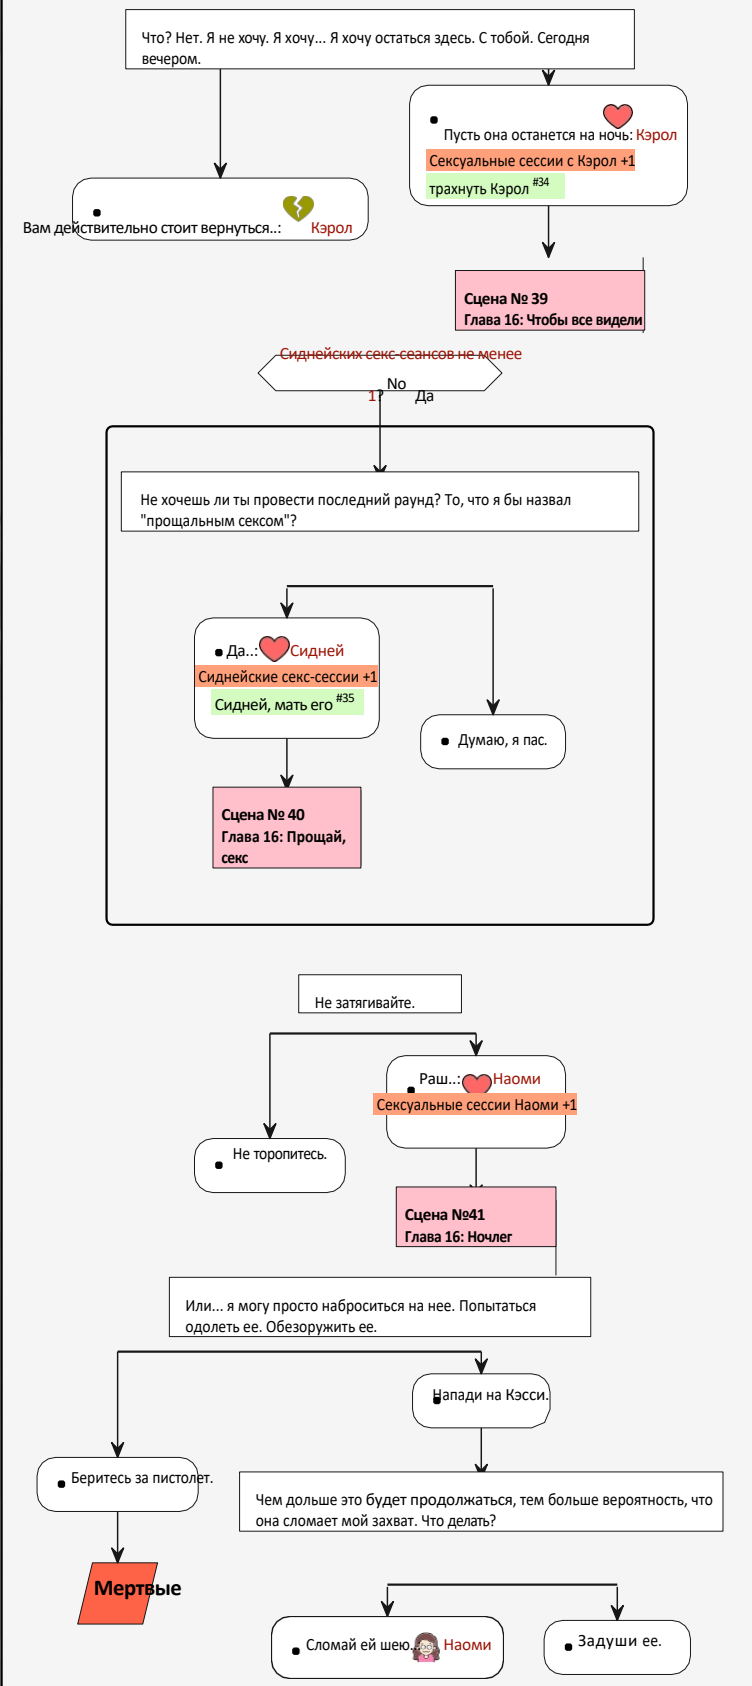 Что? Нет. Я не хочу. Я хочу... Я хочу остаться здесь. С тобой. Сегодня
вечером.
Пусть она останется на ночь: Кэрол
Сексуальные сессии с Кэрол +1
трахнуть Кэрол #34
Вам действительно стоит вернуться..: Кэрол
Сцена № 39
Глава 16: Чтобы все видели
Сиднейских секс-сеансов не менее
No
1? Да
Не хочешь ли ты провести последний раунд? То, что я бы назвал
"прощальным сексом"?
Да..: Сидней
Сиднейские секс-сессии +1
Сидней, мать его #35
Думаю, я пас.
Сцена № 40
Глава 16: Прощай,
секс
Не затягивайте.
Раш..: Наоми
Сексуальные сессии Наоми +1
Не торопитесь.
Сцена №41
Глава 16: Ночлег
Или... я могу просто наброситься на нее. Попытаться
одолеть ее. Обезоружить ее.
Напади на Кэсси.
Беритесь за пистолет.
Чем дольше это будет продолжаться, тем больше вероятность, что
она сломает мой захват. Что делать?
Мертвые
Сломай ей шею.. Наоми
Задуши ее.